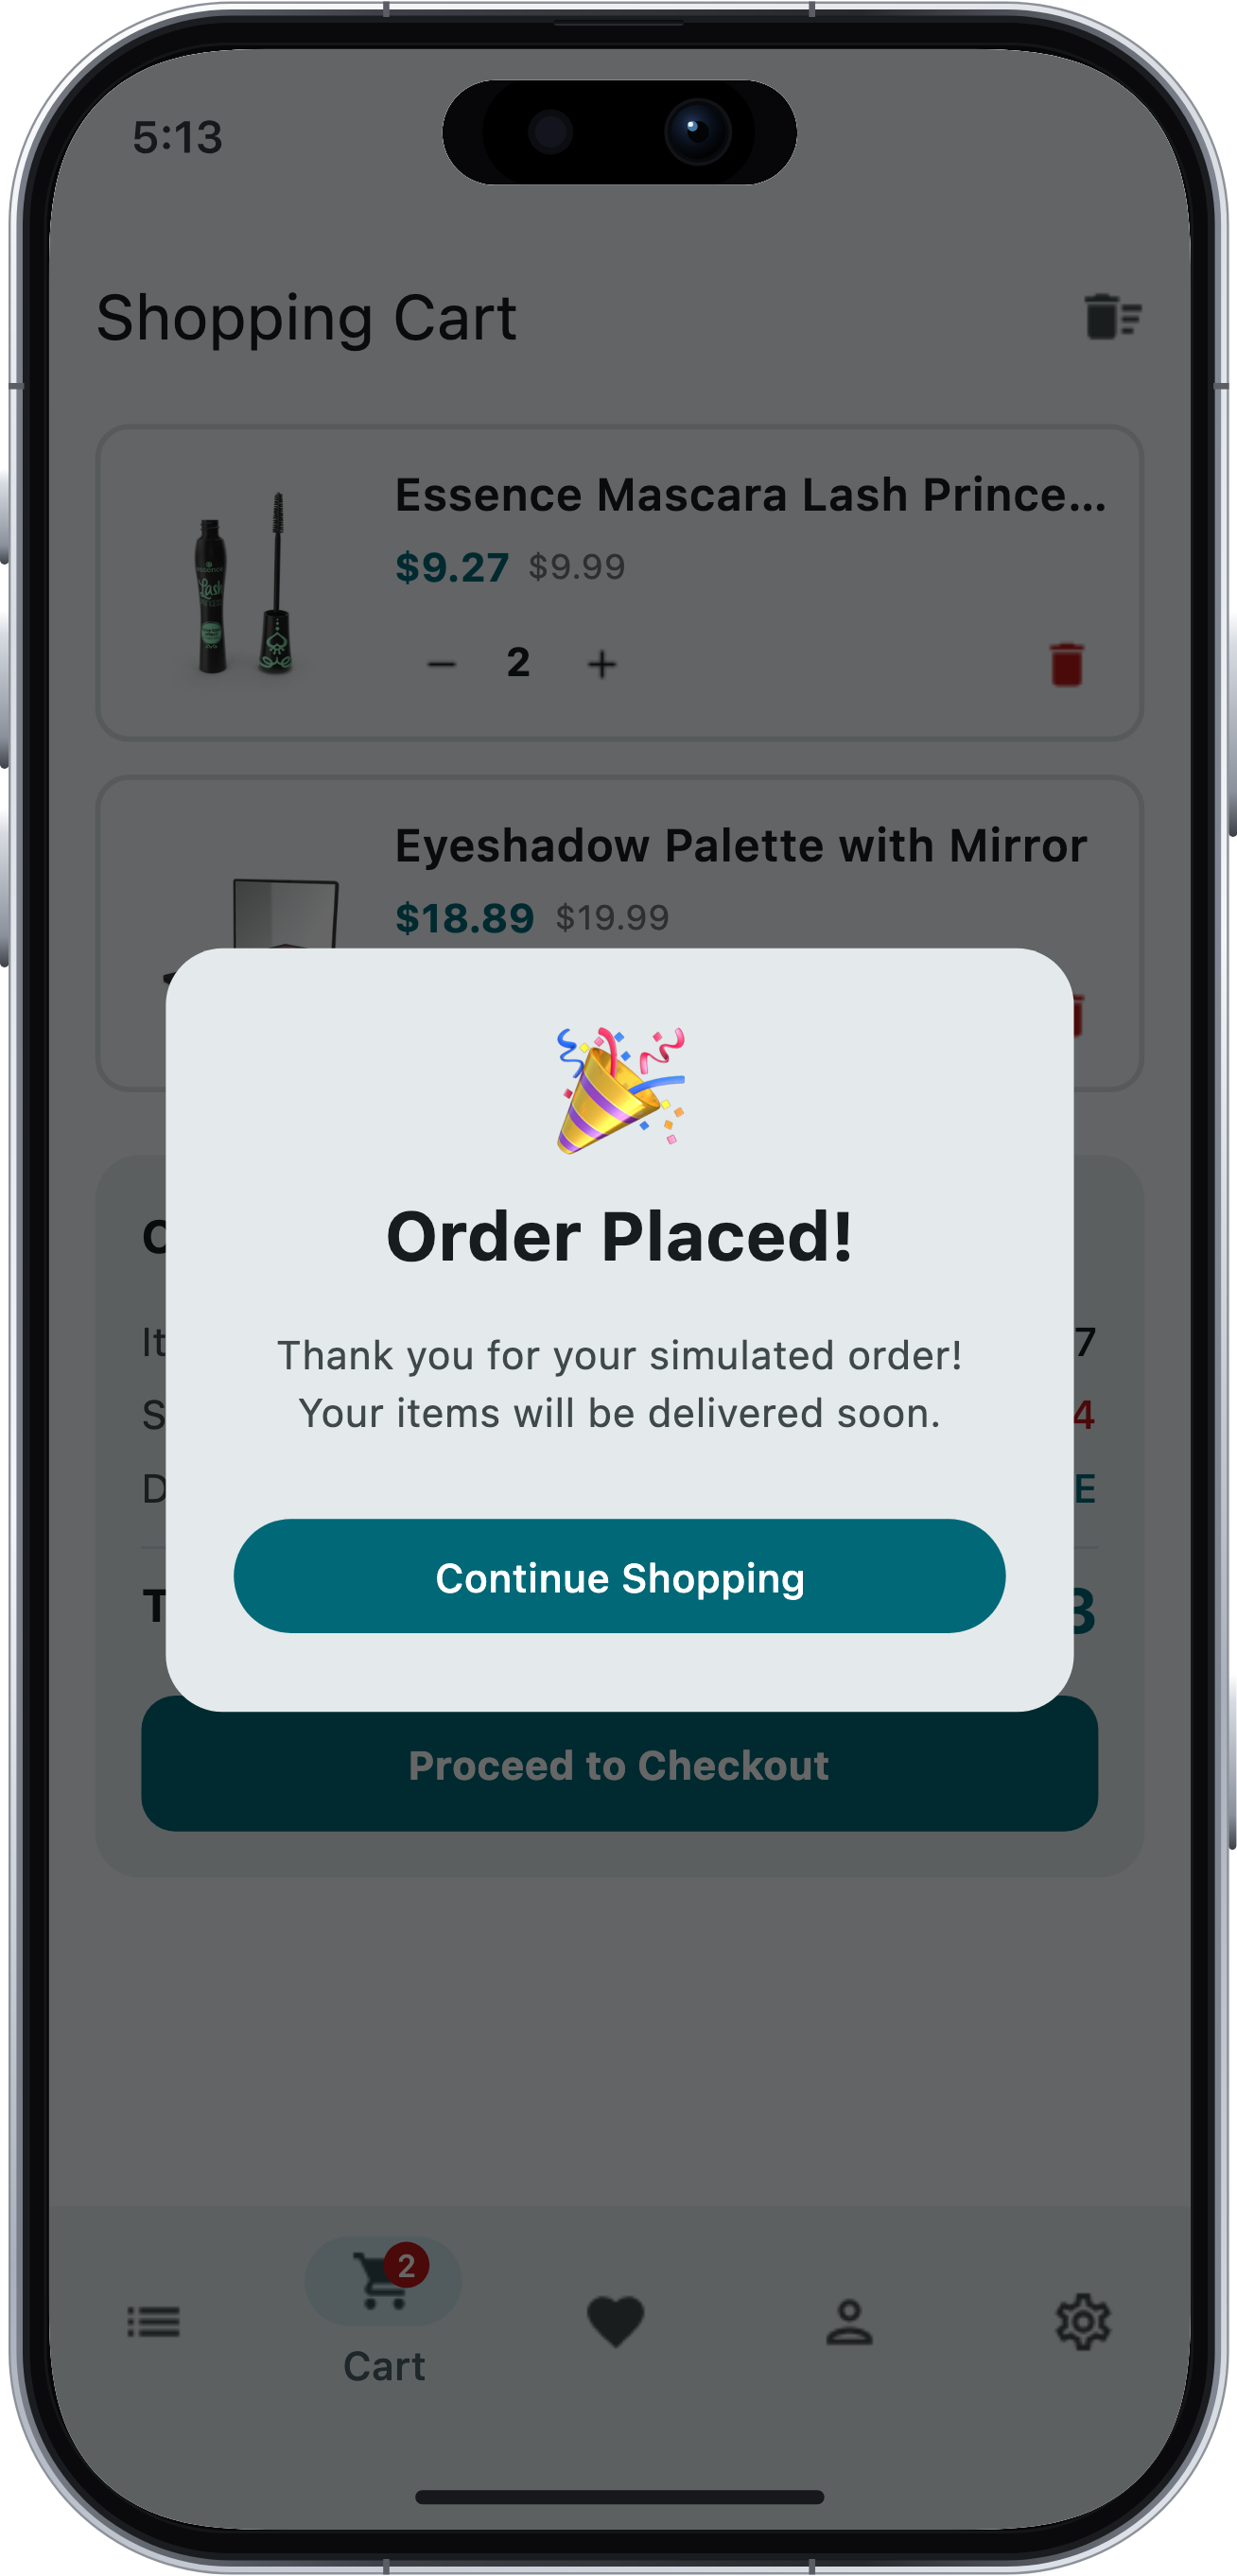 5:13
Shopping Cart
Essence Mascara Lash Prince...
$9.27 $9.99
essence
Lash
2
Eyeshadow Palette with Mirror
$18.89 $19.99
Order Placed!
Thank you for your simulated order!
Your items will be delivered soon.
Continue Shopping
Proceed to Checkout
2
Cart